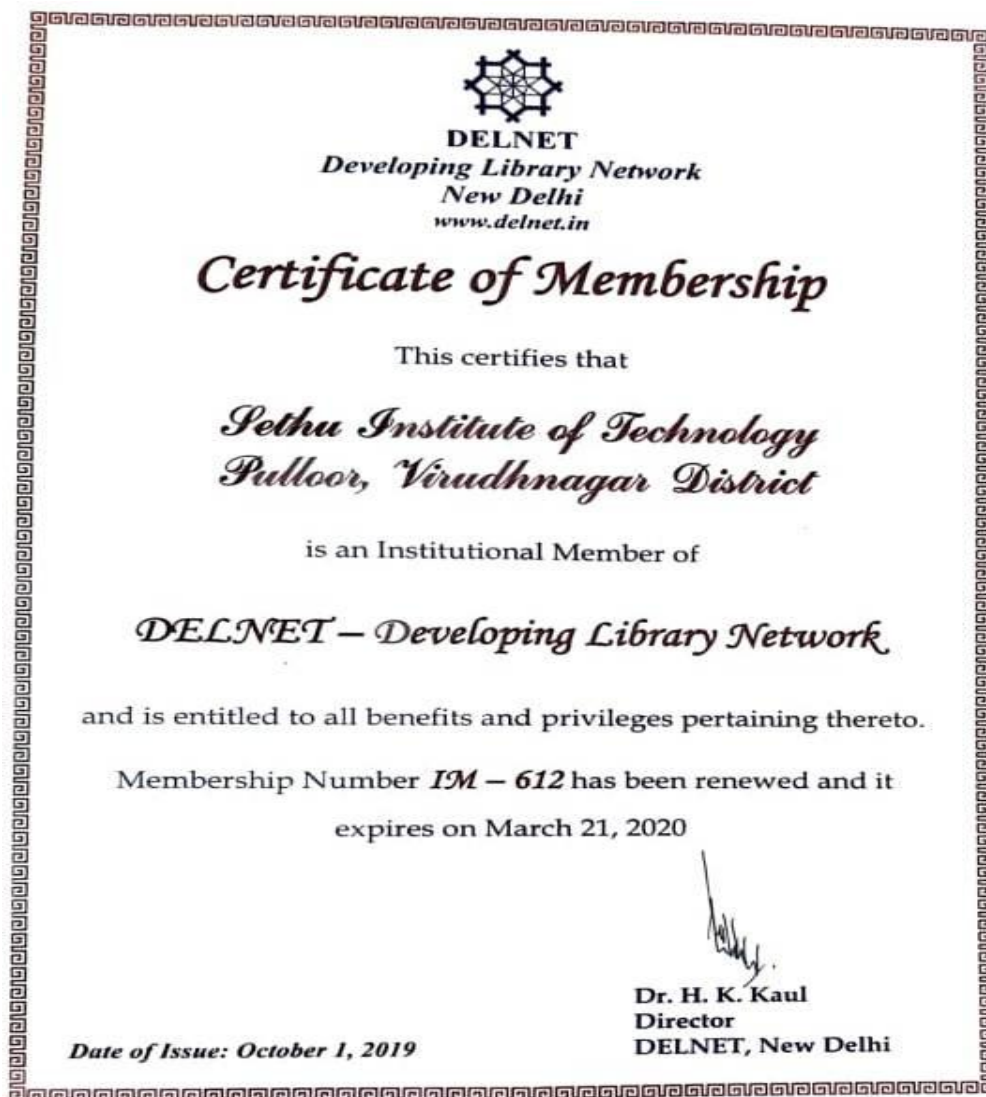 DELNET
Developing Library Network
New Delhi
www.delnet.in
Certificate of Membership
This certifies that
Sethu Institute of Technology
Pulloor, Virudhnagar District
is an Institutional Member of
DELNET – Developing Library Network
and is entitled to all benefits and privileges pertaining thereto.
Membership Number IM – 612 has been renewed and it
expires on March 21, 2020
Dr. H. K. Kaul
Director
DELNET, New Delhi
Date of Issue: October 1, 2019